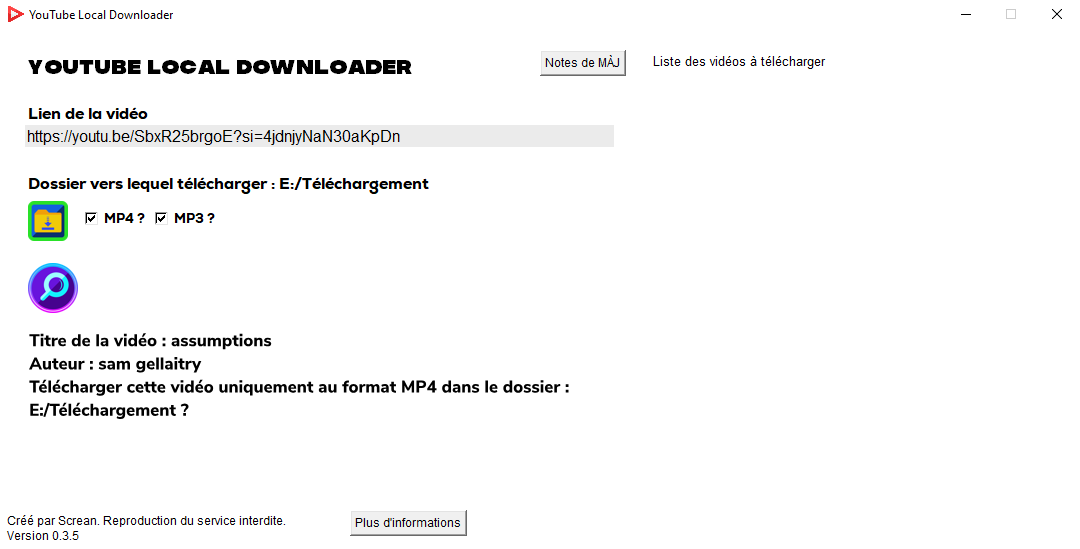 YouTube Local Downloader
YOUTUBE LOCAL DOWNLOADER
Notes de MÀJ
Liste des vidéos à télécharger
Lien de la vidéo
https://youtu.be/SbxR25brgoE?si=4jdnjyNaN30aKpDn
Dossier vers lequel télécharger : E:/Téléchargement
MP4 ? MP3 ?
Titre de la vidéo : assumptions
Auteur : sam gellaitry
Télécharger cette vidéo uniquement au format MP4 dans le dossier :
E:/Téléchargement ?
Créé par Screan. Reproduction du service interdite.
Version 0.3.5
Plus d'informations